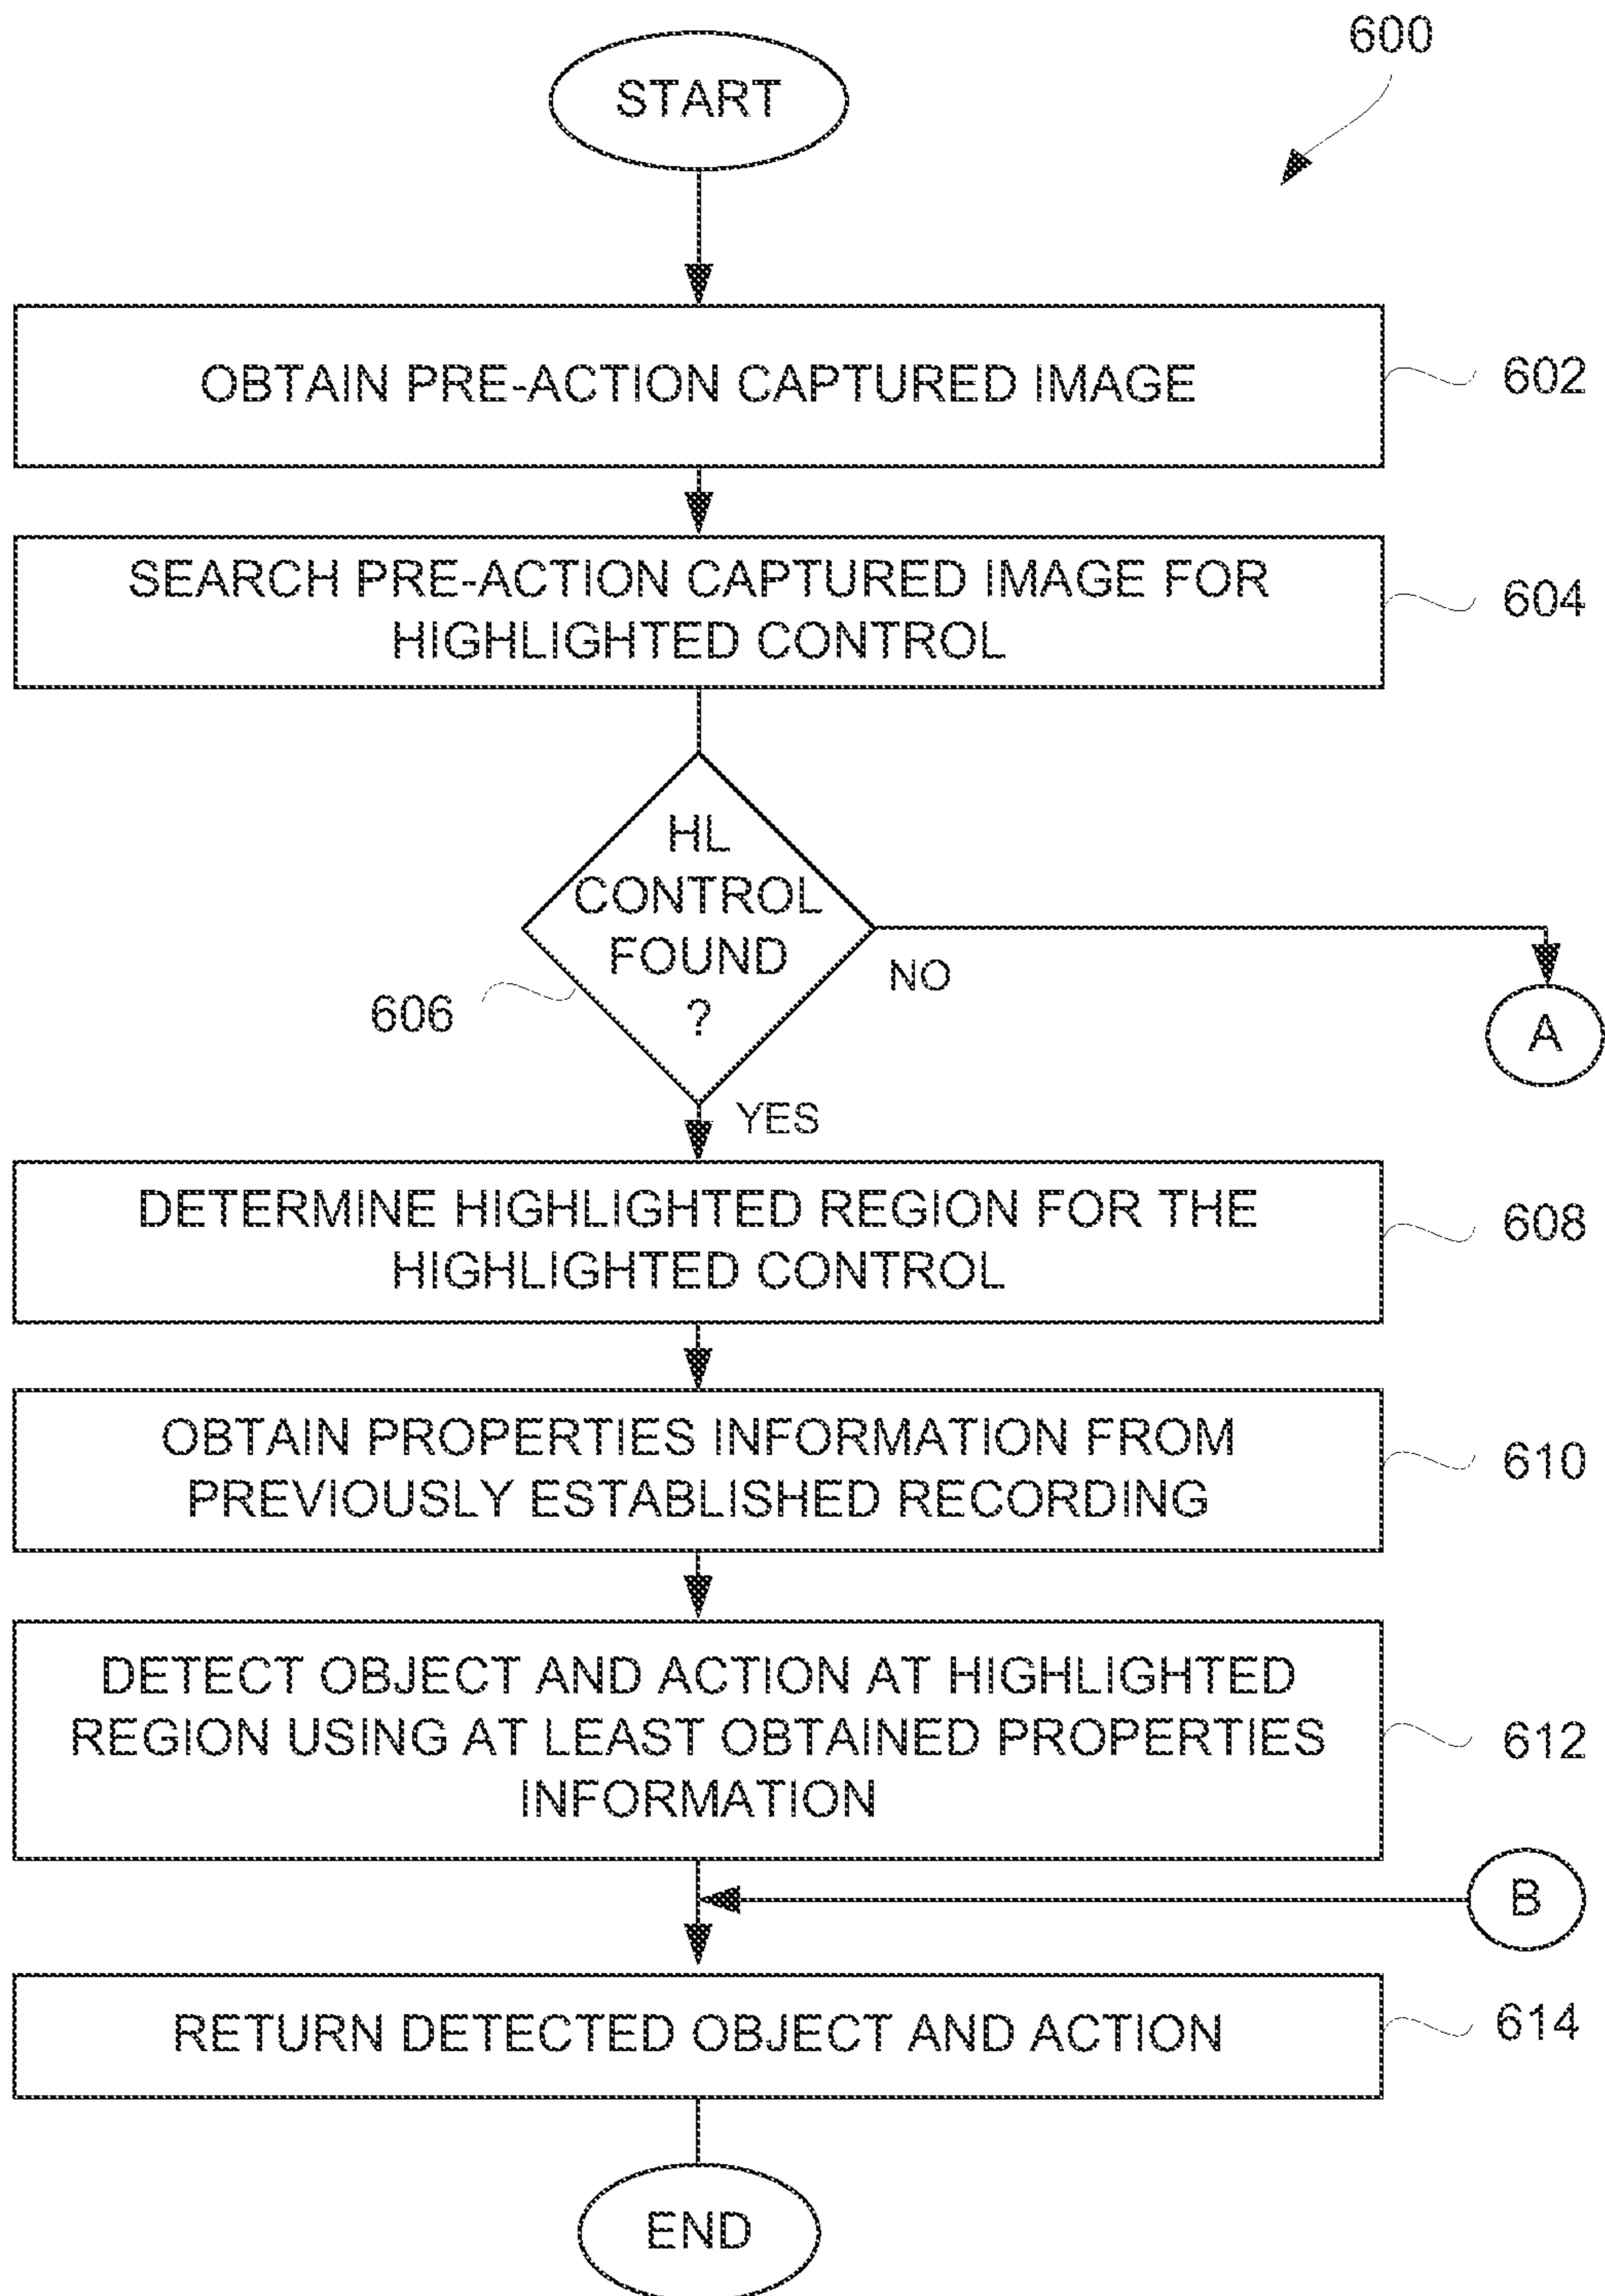 600
START
OBTAIN PRE-ACTION CAPTURED IMAGE
602
SEARCH PRE-ACTION CAPTURED IMAGE FOR
HIGHLIGHTED CONTROL
604
HL
CONTROL
FOUND
?
606
NO
A
YES
DETERMINE HIGHLIGHTED REGION FOR THE
HIGHLIGHTED CONTROL
608
OBTAIN PROPERTIES INFORMATION FROM
PREVIOUSLY ESTABLISHED RECORDING
610
DETECT OBJECT AND ACTION AT HIGHLIGHTED
REGION USING AT LEAST OBTAINED PROPERTIES
INFORMATION
612
B
RETURN DETECTED OBJECT AND ACTION
614
END